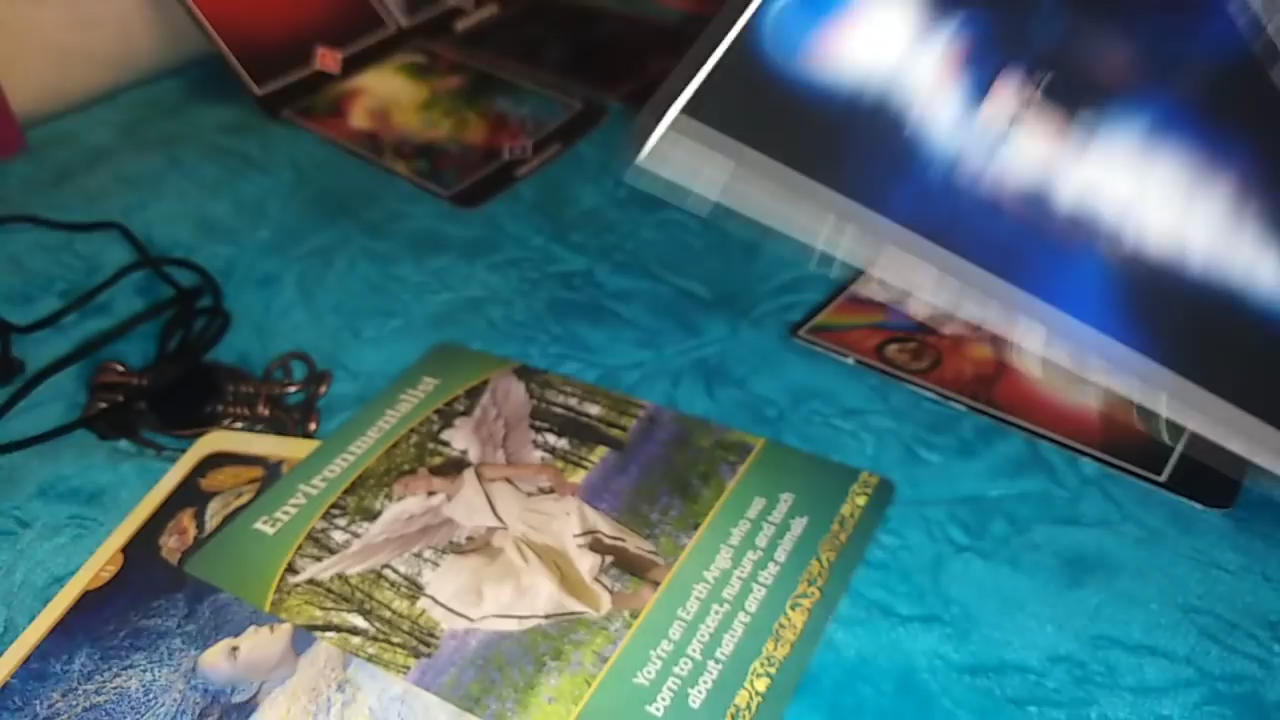 Environmentalist
You're an Earth Angel who was
born to protect, nurture, and teach
about nature and the animals.